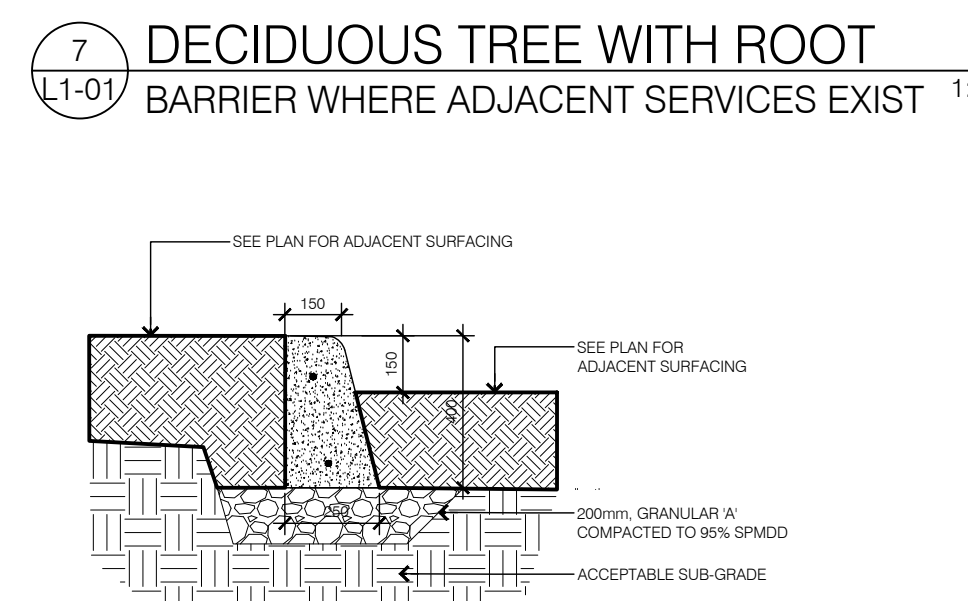 7
L1-01
DECIDUOUS TREE WITH ROOT
BARRIER WHERE ADJACENT SERVICES EXIST
SEE PLAN FOR ADJACENT SURFACING
150
150
400
SEE PLAN FOR
ADJACENT SURFACING
250
200mm, GRANULAR 'A'
COMPACTED TO 95% SPMDD
ACCEPTABLE SUB-GRADE